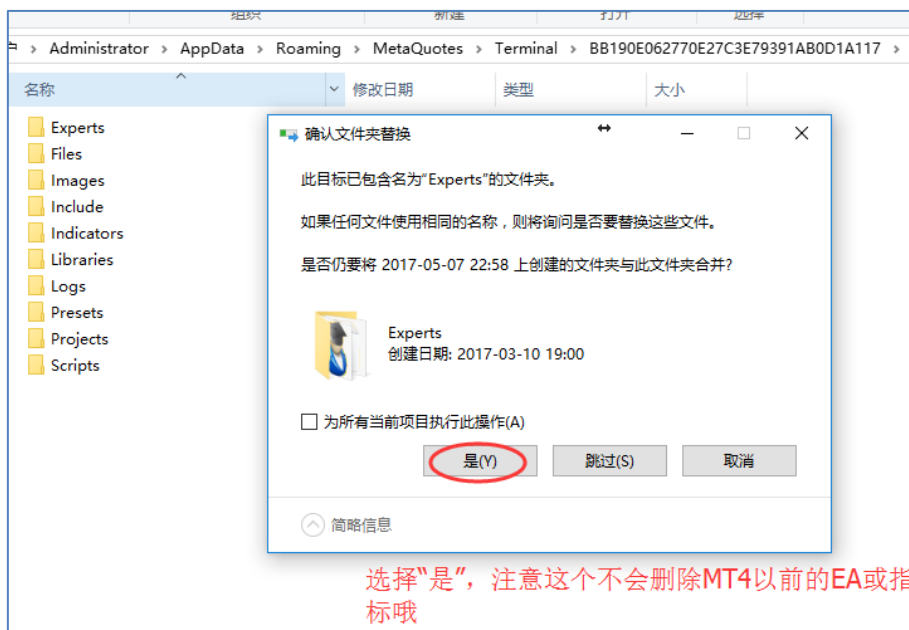 组织 新建 打开 选择
› Administrator › AppData › Roaming › MetaQuotes › Terminal › BB190E062770E27C3E79391AB0D1A117 ›
名称 修改日期 类型 大小
Experts
Files
Images
Include
Indicators
Libraries
Logs
Presets
Projects
Scripts
确认文件夹替换
此目标已包含名为“Experts”的文件夹。
如果任何文件使用相同的名称，则将询问是否要替换这些文件。
是否仍要将 2017-05-07 22:58 上创建的文件夹与此文件夹合并?
Experts
创建日期: 2017-03-10 19:00
为所有当前项目执行此操作(A)
是(Y) 跳过(S) 取消
简略信息
选择“是”，注意这个不会删除MT4以前的EA或指
标哦